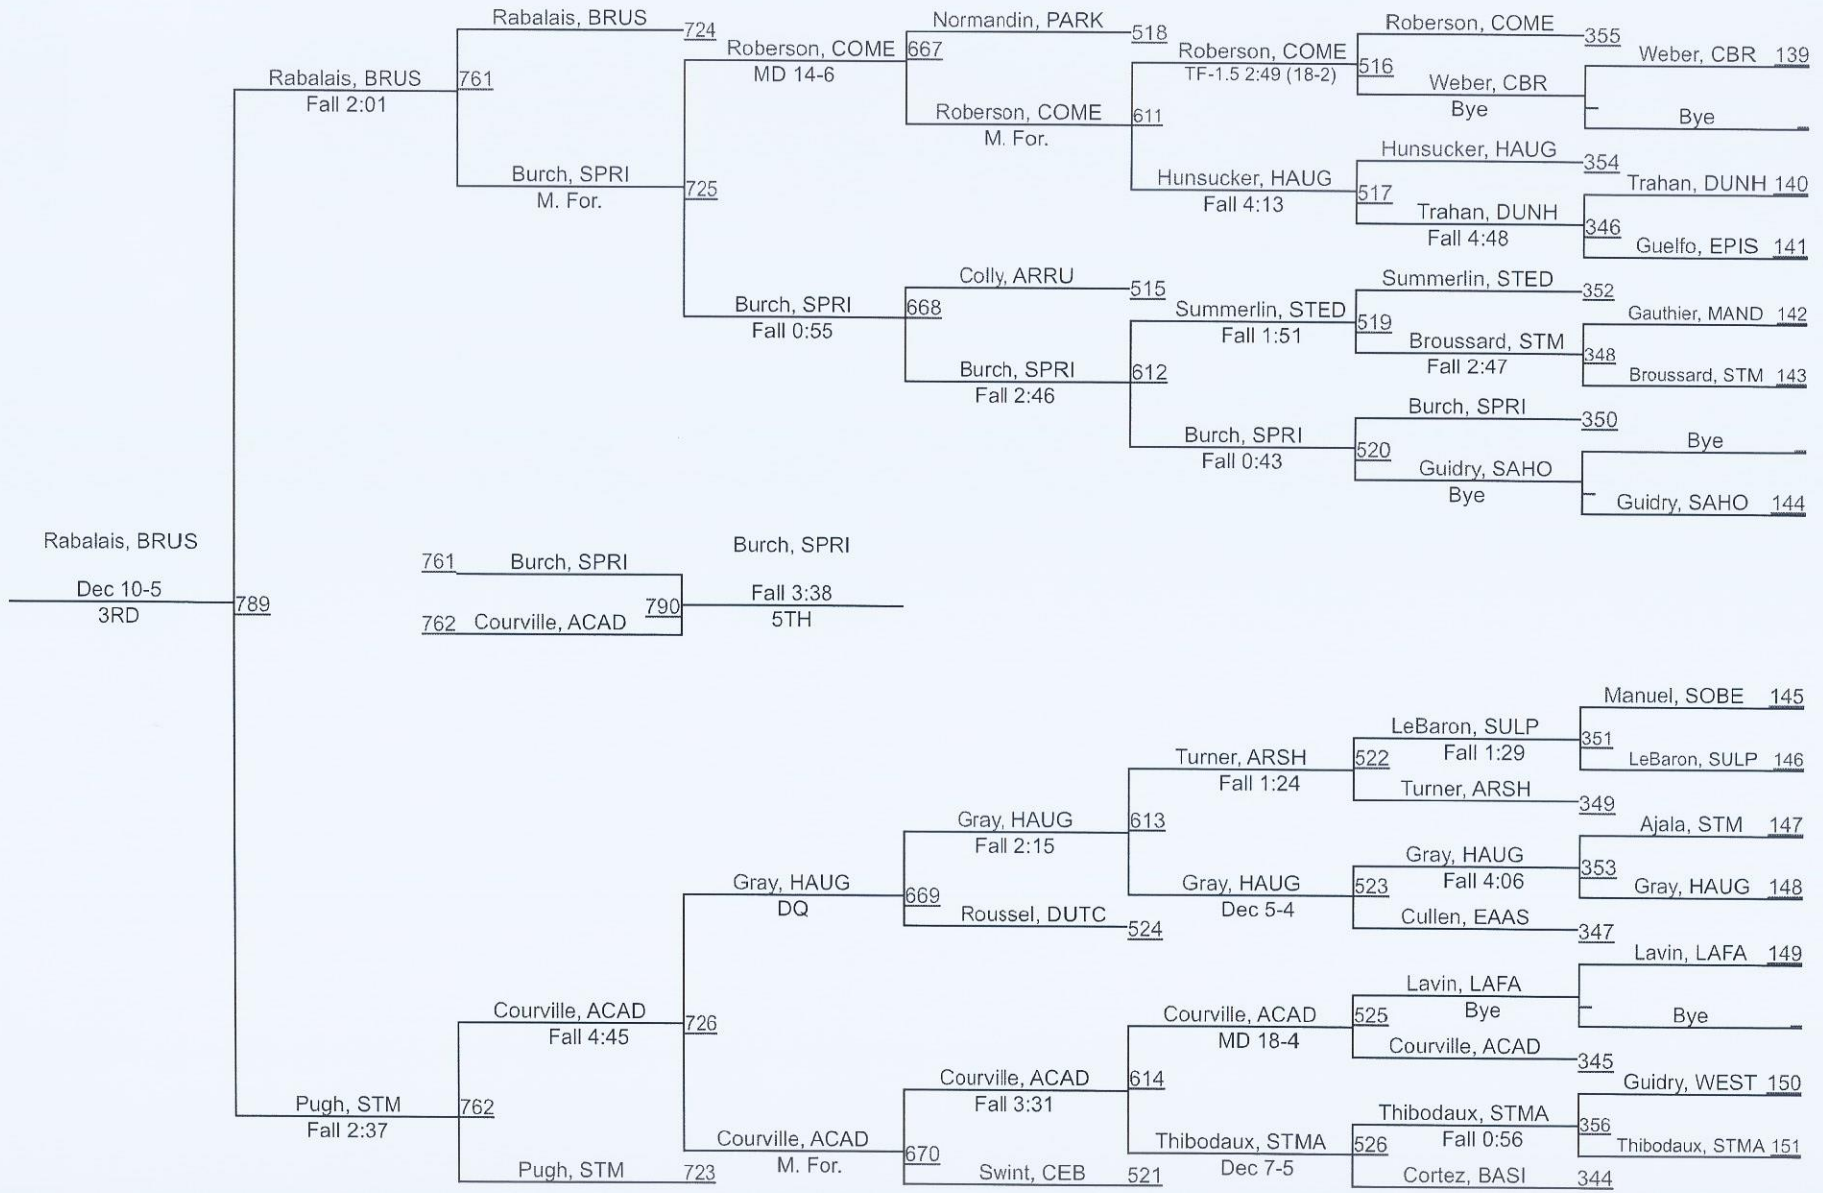 Rabalais, BRUS 724
Normandin, PARK 518
Roberson, COME 355
Roberson, COME 667
MD 14-6
Roberson, COME 516
TF-1.5 2:49 (18-2)
Weber, CBR 139
Rabalais, BRUS 761
Fall 2:01
Weber, CBR
Bye
Bye
Roberson, COME 611
M. For.
Hunsucker, HAUG 354
Burch, SPRI 725
M. For.
Hunsucker, HAUG 517
Fall 4:13
Trahan, DUNH 140
Trahan, DUNH 346
Fall 4:48
Guelfo, EPIS 141
Colly, ARRU 515
Summerlin, STED 352
Burch, SPRI 668
Fall 0:55
Summerlin, STED 519
Fall 1:51
Gauthier, MAND 142
Broussard, STM 348
Fall 2:47
Burch, SPRI 612
Fall 2:46
Broussard, STM 143
Burch, SPRI 350
Burch, SPRI 520
Fall 0:43
Bye
Guidry, SAHO
Bye
Guidry, SAHO 144
Rabalais, BRUS
Dec 10-5
3RD
789
761 Burch, SPRI
Burch, SPRI
790
Fall 3:38
5TH
762 Courville, ACAD
Manuel, SOBE 145
LeBaron, SULP 351
Fall 1:29
Turner, ARSH 522
Fall 1:24
LeBaron, SULP 146
Turner, ARSH 349
Gray, HAUG 613
Fall 2:15
Ajala, STM 147
Gray, HAUG 353
Fall 4:06
Gray, HAUG 669
DQ
Gray, HAUG 523
Dec 5-4
Gray, HAUG 148
Roussel, DUTC 524
Cullen, EAAS 347
Lavin, LAFA 149
Lavin, LAFA 525
Bye
Courville, ACAD 726
Fall 4:45
Courville, ACAD
MD 18-4
Bye
Courville, ACAD 345
Courville, ACAD 614
Fall 3:31
Guidry, WEST 150
Pugh, STM 762
Fall 2:37
Thibodaux, STMA 356
Fall 0:56
Courville, ACAD 670
M. For.
Thibodaux, STMA 526
Dec 7-5
Thibodaux, STMA 151
Pugh, STM 723
Swint, CEB 521
Cortez, BASI 344